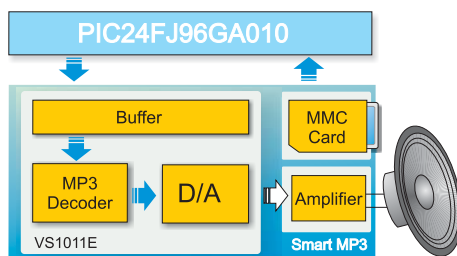 PIC24FJ96GA010
Buffer
MMC
Card
MP3
Decoder
D/A
Amplifier
VS1011E
Smart MP3